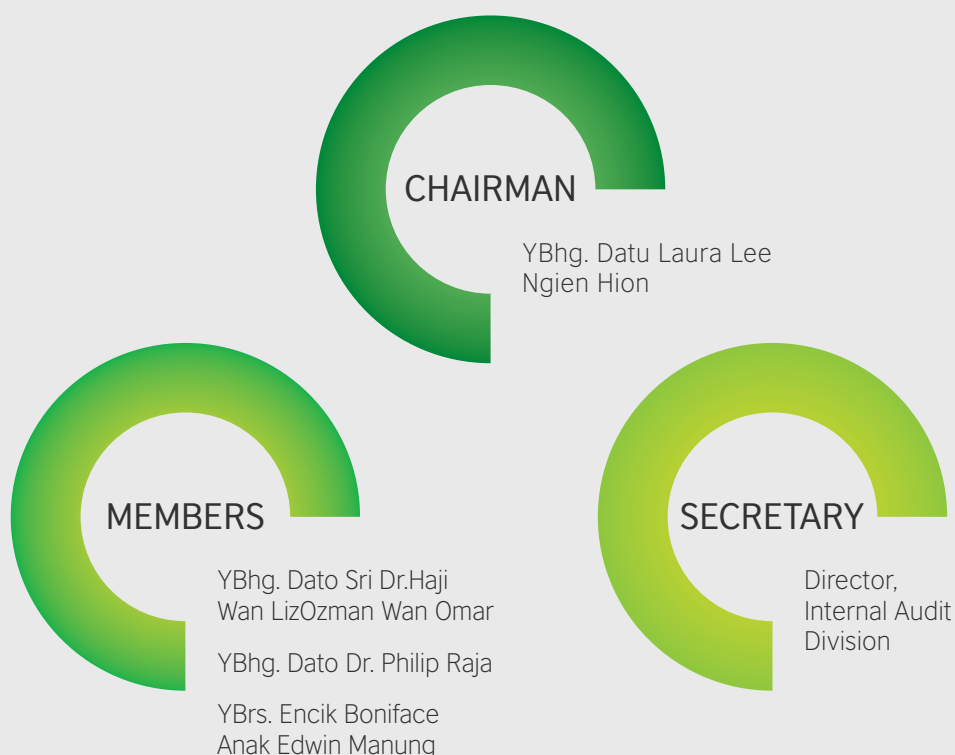 CHAIRMAN
YBhg. Datu Laura Lee
Ngien Hion
MEMBERS
YBhg. Dato Sri Dr.Haji
Wan LizOzman Wan Omar
YBhg. Dato Dr. Philip Raja
YBrs. Encik Boniface
Anak Edwin Manung
SECRETARY
Director,
Internal Audit
Division